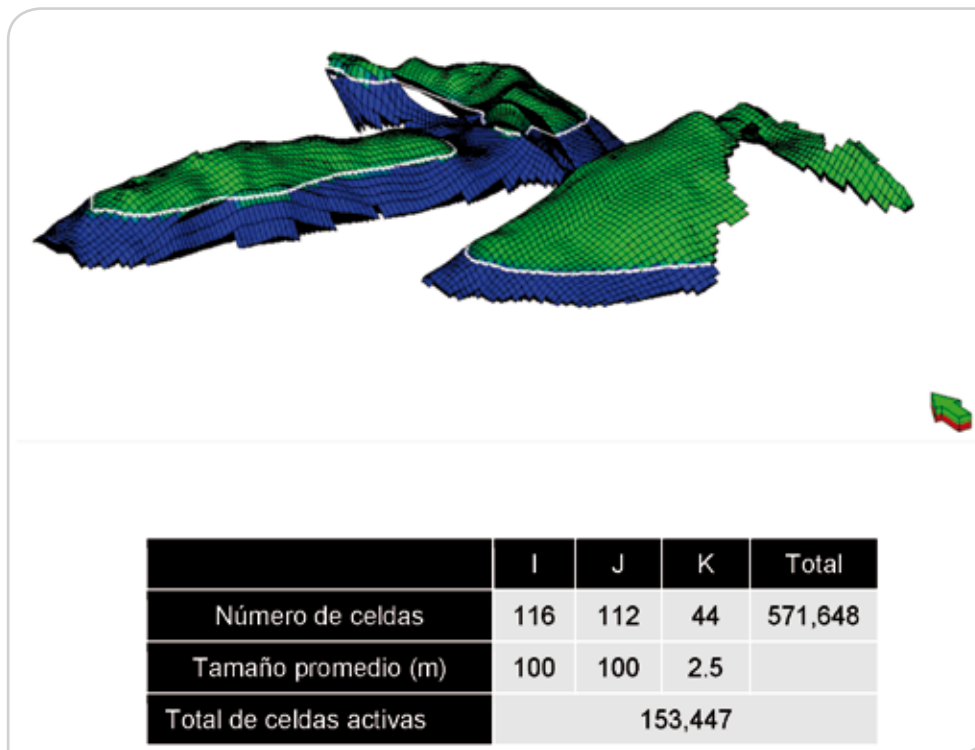 I J K Total
Número de celdas 116 112 44 571,648
Tamaño promedio (m) 100 100 2.5
Total de celdas activas 153,447